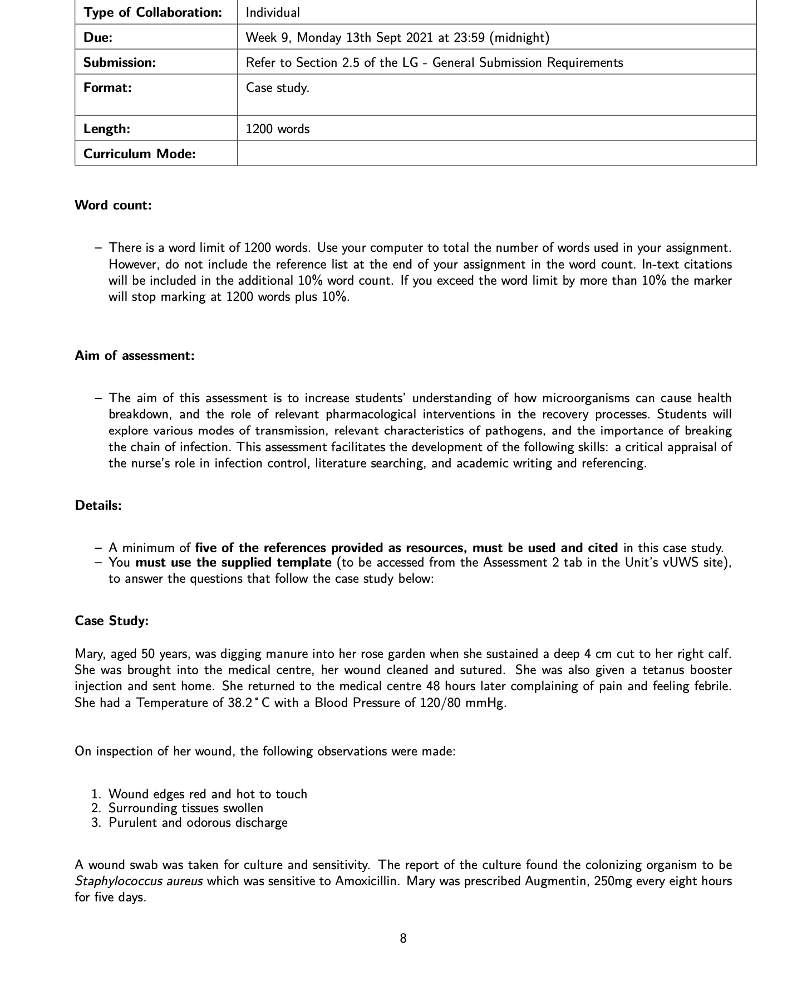 Type of Collaboration: Individual
Due: Week 9, Monday 13th Sept 2021 at 23:59 (midnight)
Submission: Refer to Section 2.5 of the LG - General Submission Requirements
Format: Case study.
Length: 1200 words
Curriculum Mode:
Word count:
– There is a word limit of 1200 words. Use your computer to total the number of words used in your assignment.
However, do not include the reference list at the end of your assignment in the word count. In-text citations
will be included in the additional 10% word count. If you exceed the word limit by more than 10% the marker
will stop marking at 1200 words plus 10%.
Aim of assessment:
– The aim of this assessment is to increase students' understanding of how microorganisms can cause health
breakdown, and the role of relevant pharmacological interventions in the recovery processes. Students will
explore various modes of transmission, relevant characteristics of pathogens, and the importance of breaking
the chain of infection. This assessment facilitates the development of the following skills: a critical appraisal of
the nurse's role in infection control, literature searching, and academic writing and referencing.
Details:
– A minimum of five of the references provided as resources, must be used and cited in this case study.
– You must use the supplied template (to be accessed from the Assessment 2 tab in the Unit's vUWS site),
to answer the questions that follow the case study below:
Case Study:
Mary, aged 50 years, was digging manure into her rose garden when she sustained a deep 4 cm cut to her right calf.
She was brought into the medical centre, her wound cleaned and sutured. She was also given a tetanus booster
injection and sent home. She returned to the medical centre 48 hours later complaining of pain and feeling febrile.
She had a Temperature of 38.2˚C with a Blood Pressure of 120/80 mmHg.
On inspection of her wound, the following observations were made:
1. Wound edges red and hot to touch
2. Surrounding tissues swollen
3. Purulent and odorous discharge
A wound swab was taken for culture and sensitivity. The report of the culture found the colonizing organism to be
Staphylococcus aureus which was sensitive to Amoxicillin. Mary was prescribed Augmentin, 250mg every eight hours
for five days.
8